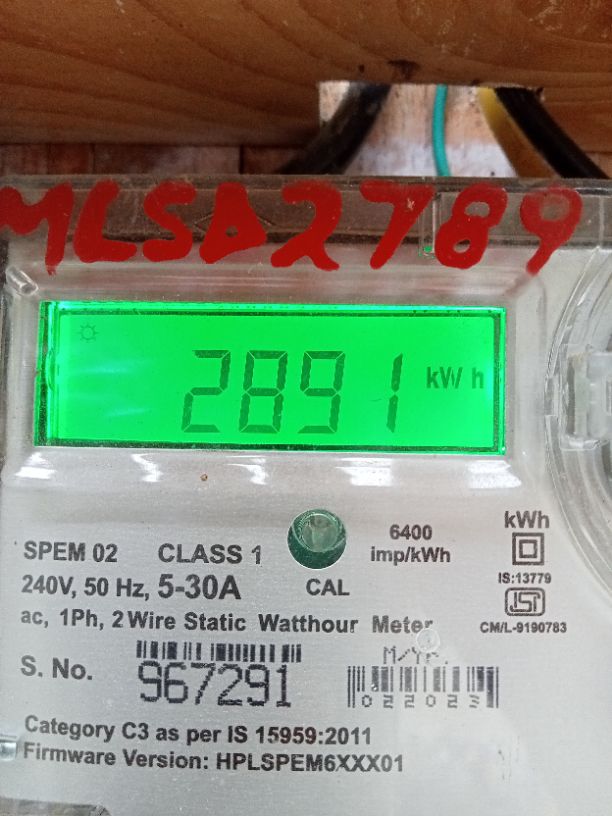 MLSD2789
2891 kWh
6400
imp/kWh
kWh
SPEM 02 CLASS 1
240V, 50 Hz, 5-30A
CAL
IS:13779
ISI
CM/L-9190783
ac, 1Ph, 2 Wire Static Watthour Meter
S. No. 967291
M/Yr.
022023
Category C3 as per IS 15959:2011
Firmware Version: HPLSPEM6XXX01